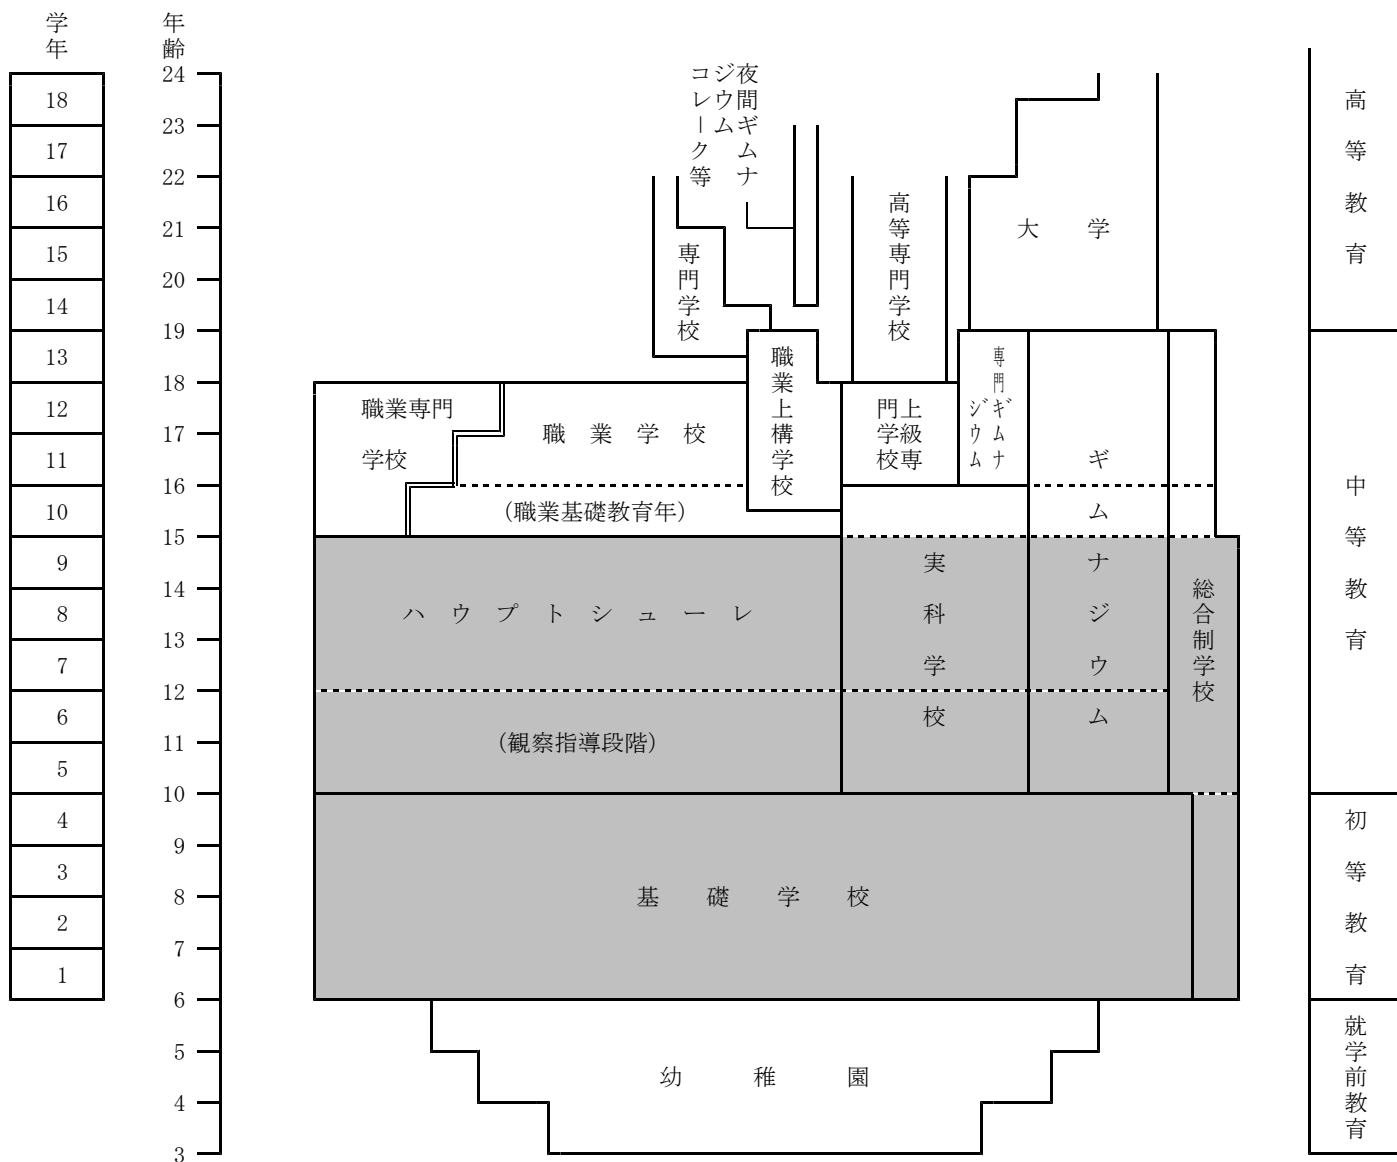 学年
年齢
24
18
23
17
22
16
21
15
20
14
19
13
18
12
17
11
16
10
15
9
14
8
13
7
12
6
11
5
10
4
9
3
8
2
7
1
6
5
4
3
夜間ギムナ
ジウム
コレーク等
専門学校
高等専門学校
大学
職業上構学校
職業専門
学校
職業学校
(職業基礎教育年)
上級専
門学校
専門ギムナ
ジウム
ギムナジウム
ハウプトシューレ
実科学校
総合制学校
(観察指導段階)
基礎学校
幼稚園
高等教育
中等教育
初等教育
就学前教育